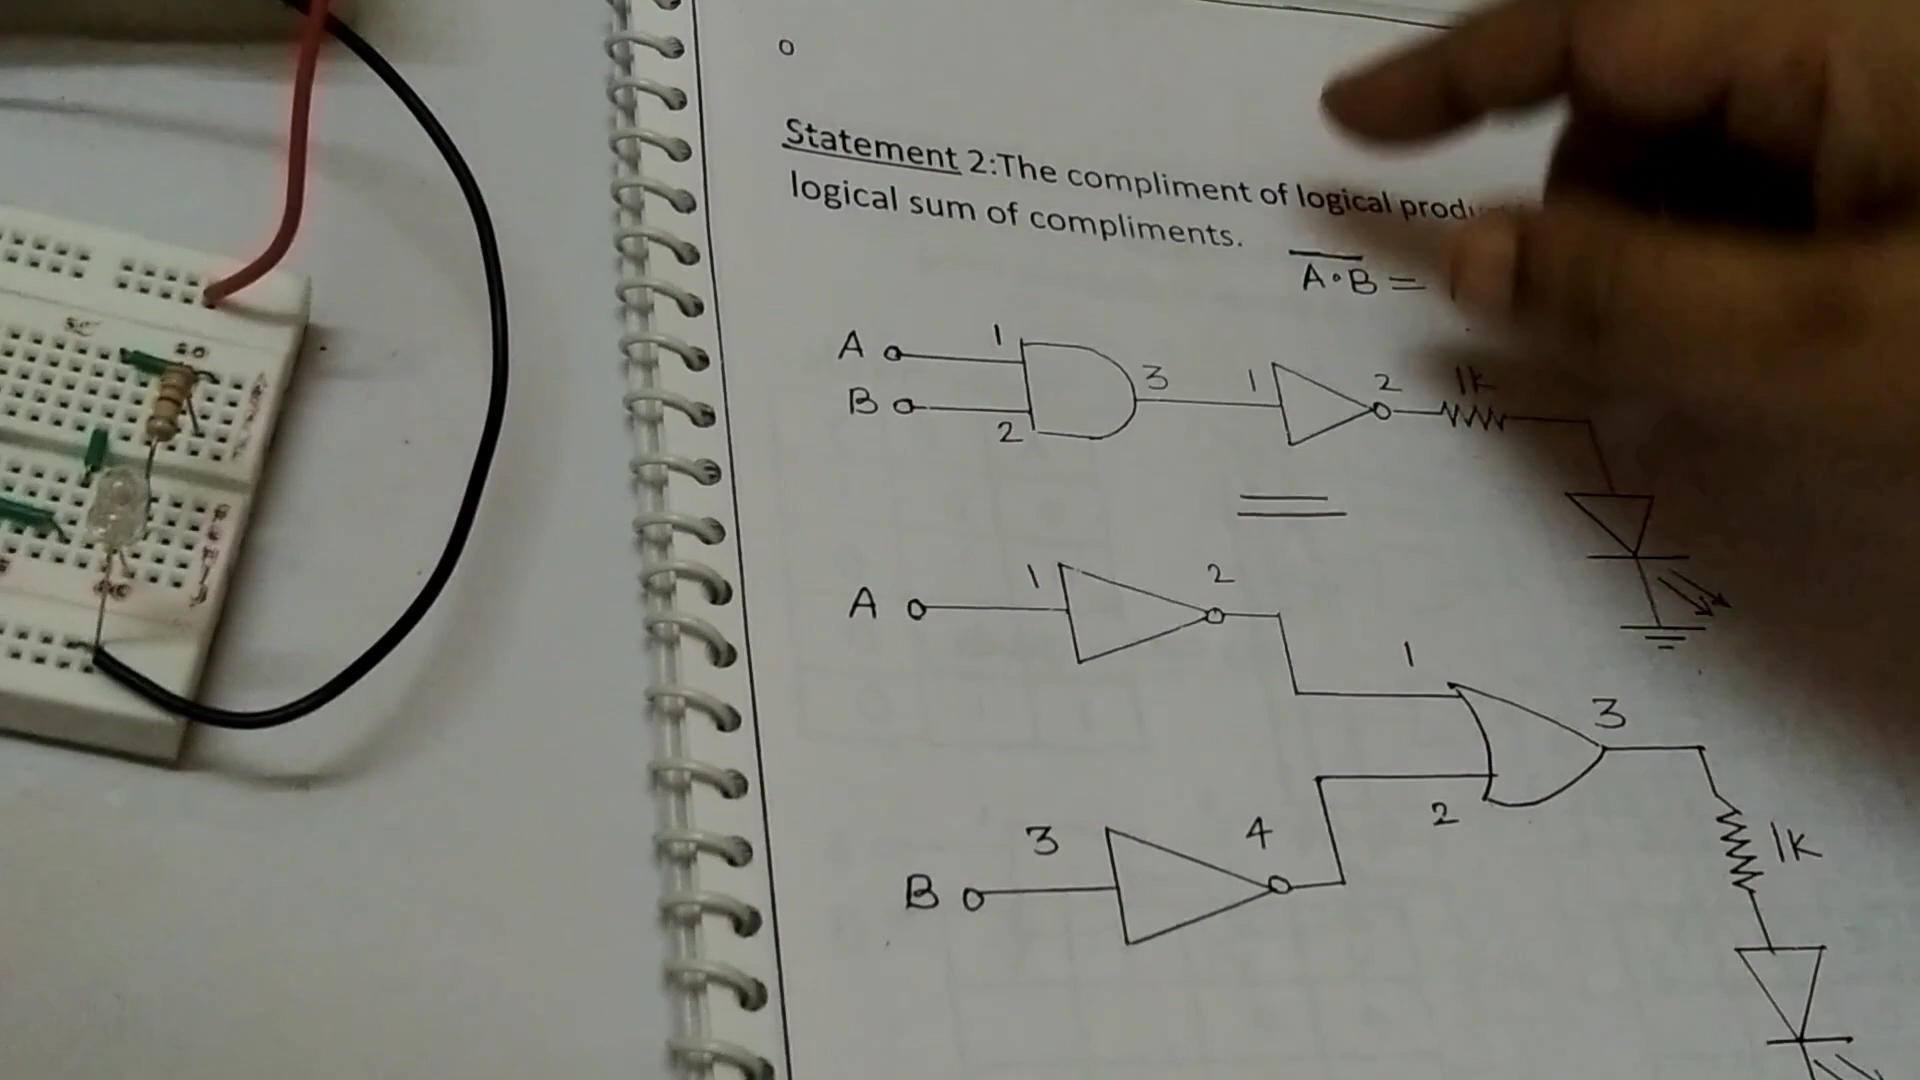 Statement 2:The compliment of logical
logical sum of compliments.
A·B =
A 1
3 1 2 1K
B 2
A 1 2
1
3
2
3 4
1K
B